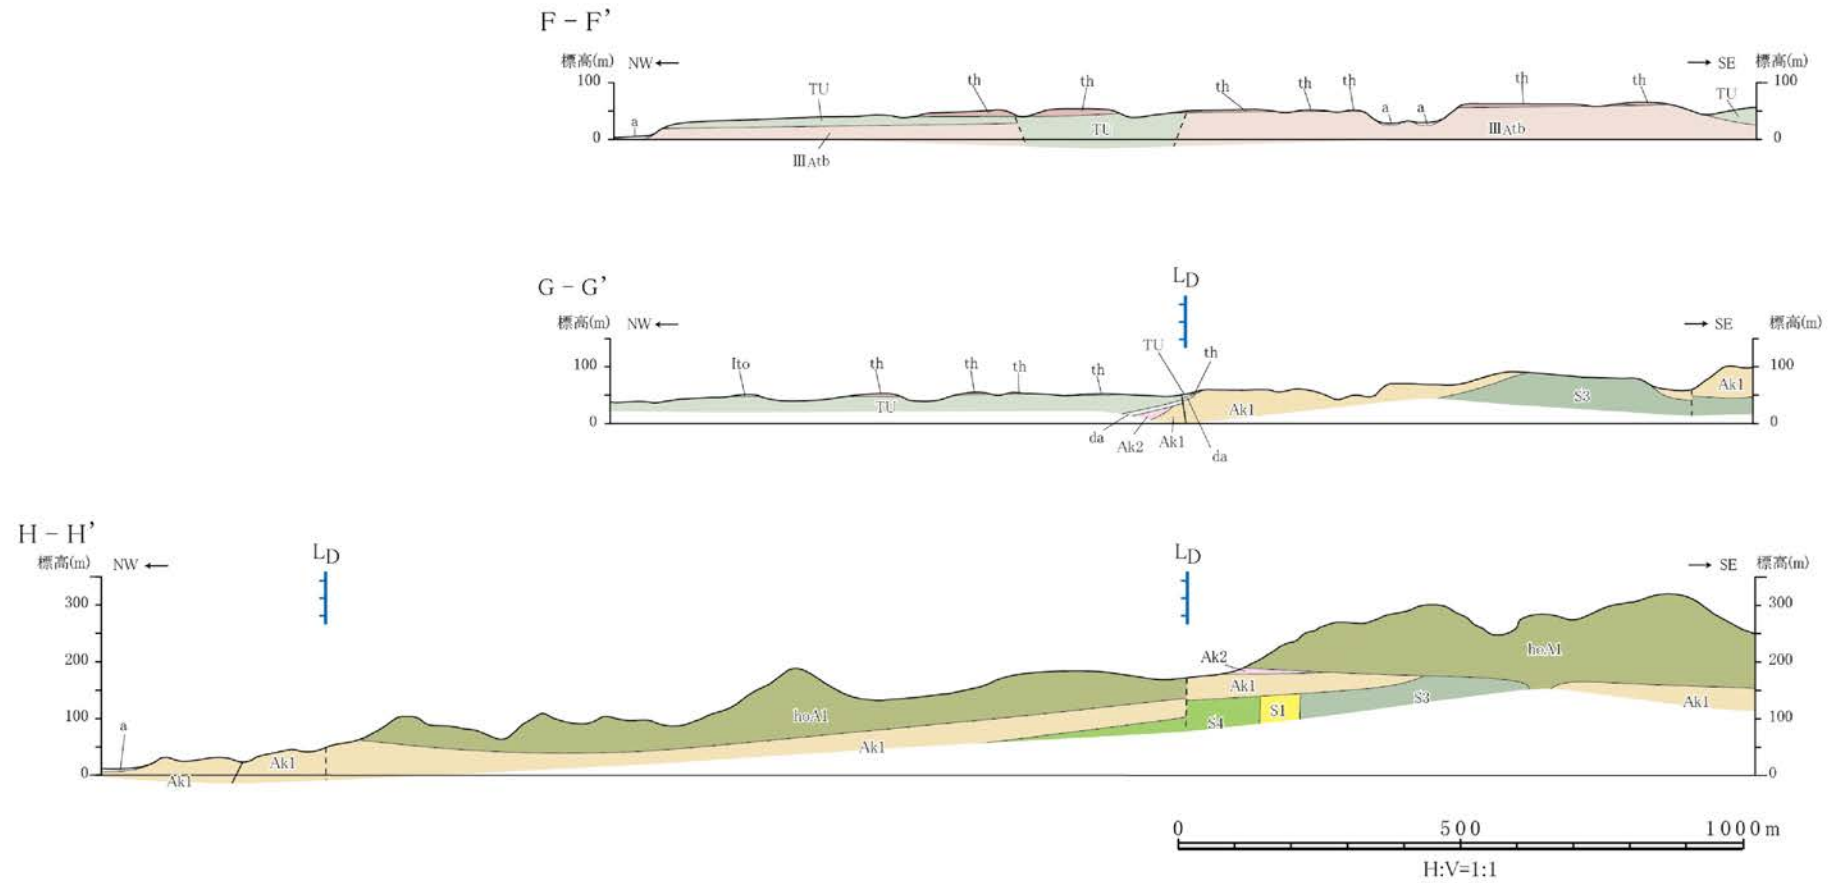 F－F’
標高(m) NW← →SE 標高(m)
100 TU th th th th th th th TU 100
a a a
TU ⅢAtb
0 0
ⅢAtb
G－G’
LD
標高(m) NW← →SE 標高(m)
TU th
100 Ito th th th th 100
TU Ak1 S3 Ak1
0 0
da Ak2 Ak1 da
H－H’
LD LD
標高(m) NW← →SE 標高(m)
300 300
200 Ak2 hoA1 200
Ak1
a hoA1 S4 S1 S3 Ak1
100 100
Ak1 Ak1
0 Ak1 0
0 500 1000m
H:V=1:1